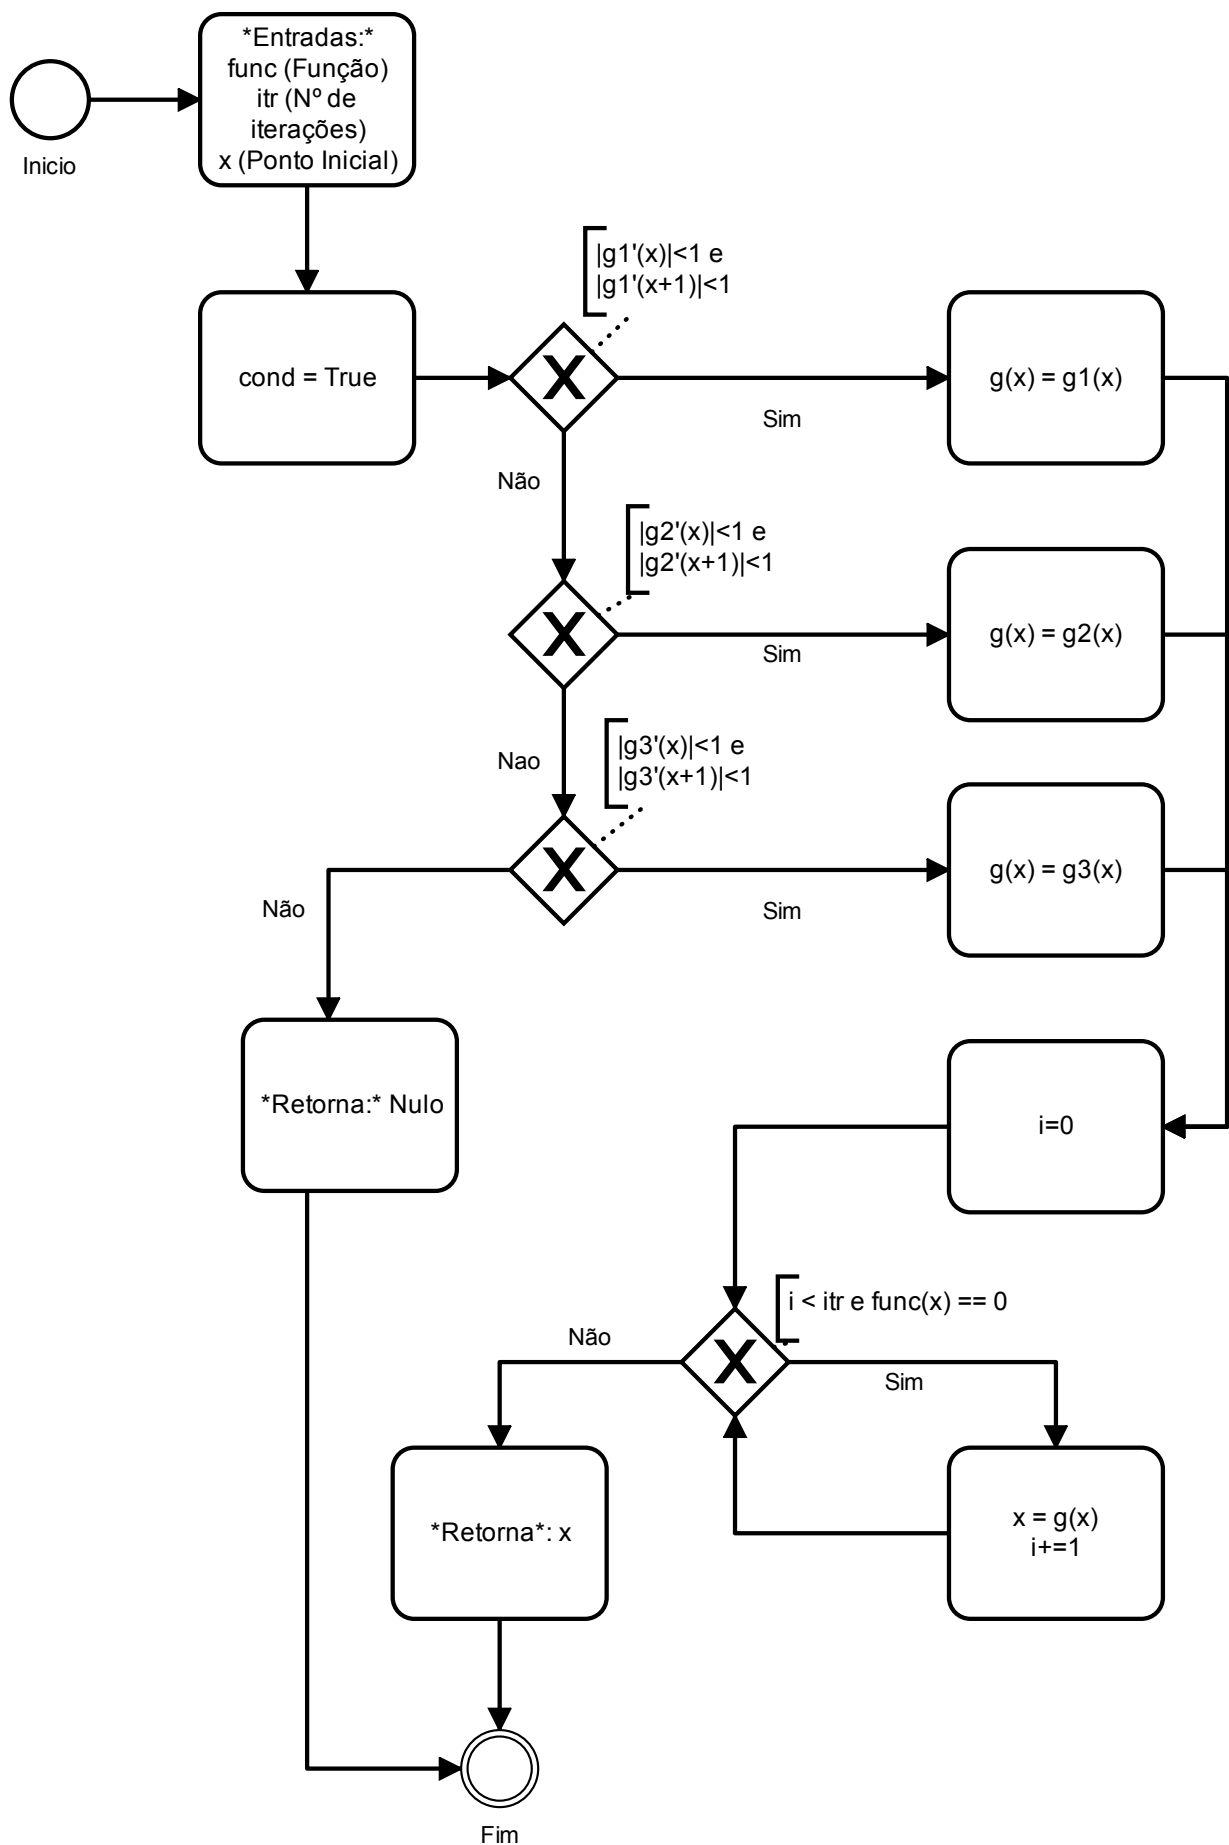 *Entradas:*
func (Função)
itr (Nº de
iterações)
x (Ponto Inicial)
Inicio
|g1'(x)|<1 e
|g1'(x+1)|<1
cond = True
g(x) = g1(x)
Sim
Não
|g2'(x)|<1 e
|g2'(x+1)|<1
g(x) = g2(x)
Sim
|g3'(x)|<1 e
|g3'(x+1)|<1
Nao
g(x) = g3(x)
Não
Sim
*Retorna:* Nulo
i=0
i < itr e func(x) == 0
Não
Sim
*Retorna*: x
x = g(x)
i+=1
Fim